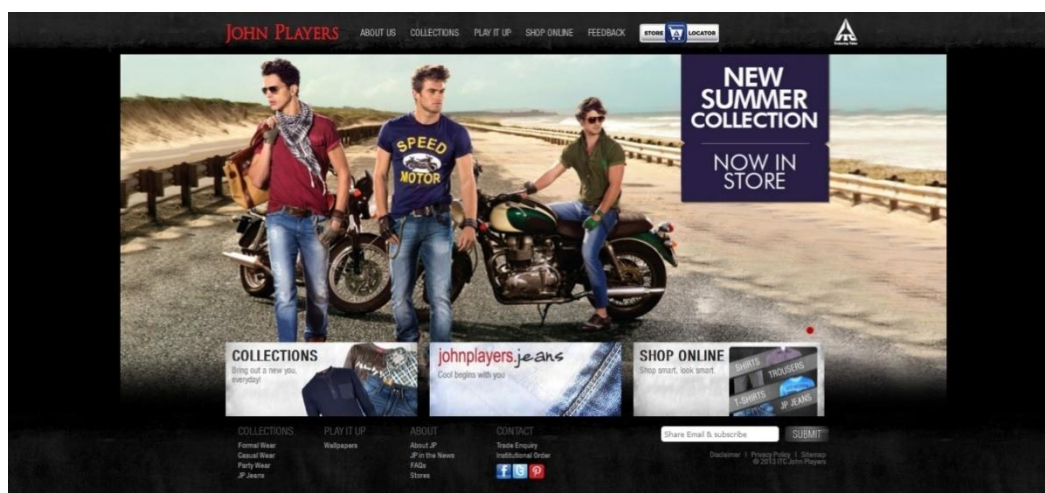 JOHN PLAYERS
ABOUT US COLLECTIONS PLAY IT UP SHOP ONLINE FEEDBACK
STORE LOCATOR
ITC
NEW
SUMMER
COLLECTION
NOW IN
STORE
SPEED
MOTOR
COLLECTIONS
Bring out a new you,
everyday!
johnplayers.jeans
Cool begins with you
SHOP ONLINE
Shop smart, look smart
SHIRTS
TROUSERS
T-SHIRTS
JP JEANS
COLLECTIONS
Formal Wear
Casual Wear
Party Wear
JP Jeans
PLAY IT UP
Wallpapers
ABOUT
About JP
JP in the News
FAQs
Stores
CONTACT
Trade Enquiry
Institutional Order
Share Email & subscribe SUBMIT
Disclaimer | Privacy Policy | Sitemap
© 2013 ITC John Players